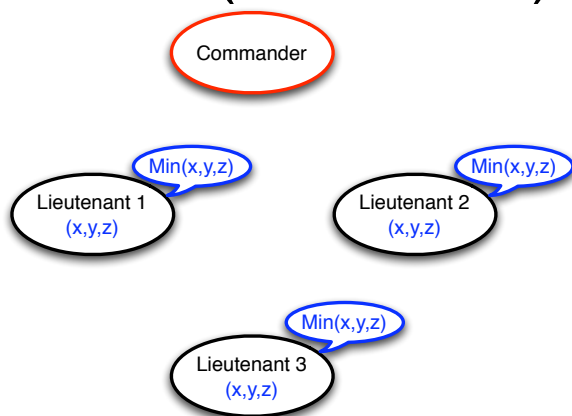 Commander
Min(x,y,z)
Min(x,y,z)
Lieutenant 1
(x,y,z)
Lieutenant 2
(x,y,z)
Min(x,y,z)
Lieutenant 3
(x,y,z)